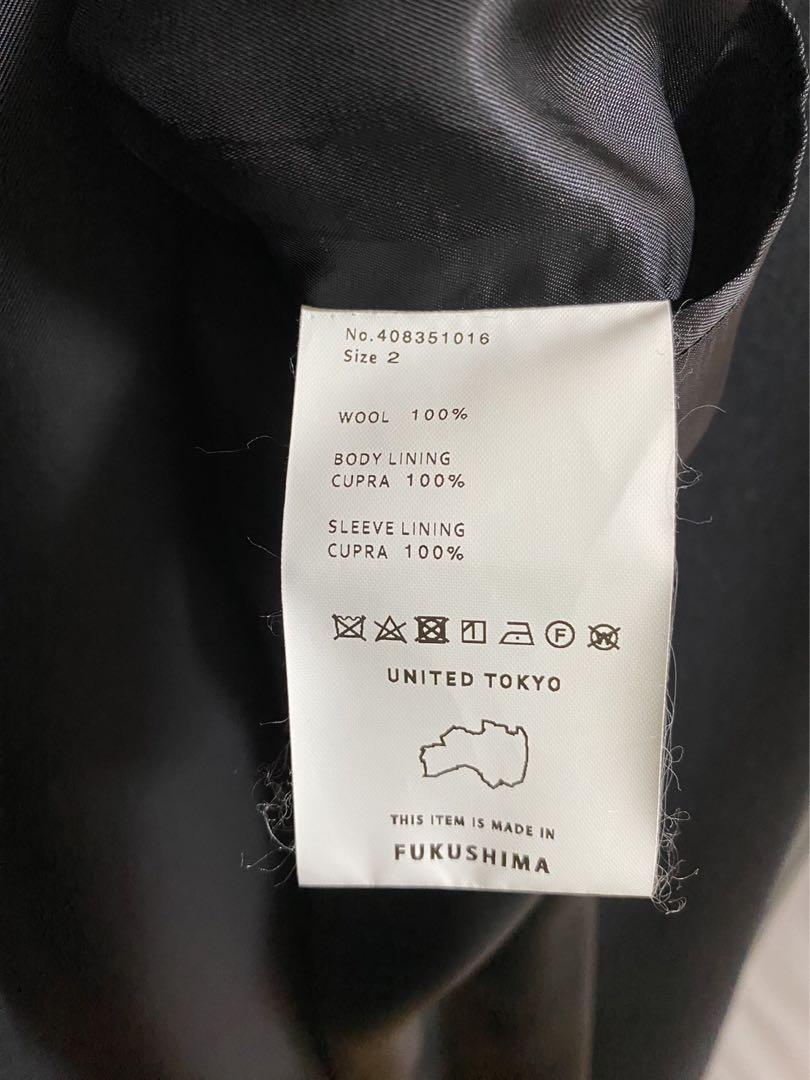 No.408351016
Size 2
WOOL 100%
BODY LINING
CUPRA 100%
SLEEVE LINING
CUPRA 100%
F W
UNITED TOKYO
THIS ITEM IS MADE IN
FUKUSHIMA